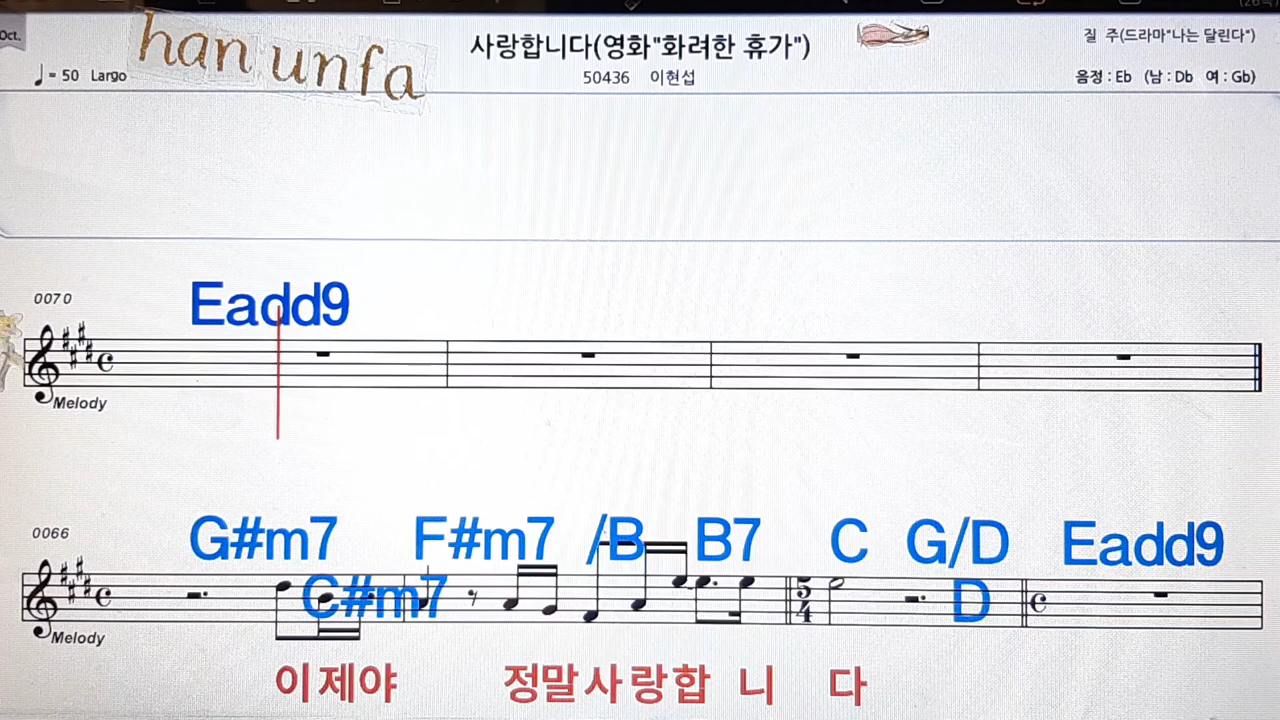 Oct.
han unfa
사랑합니다(영화"화려한 휴가")
질 주(드라마"나는 달린다")
♩ = 50 Largo
50436 이현섭
음정 : Eb (남 : Db 여 : Gb)
0070
Eadd9
Melody
0066
G#m7 F#m7 /B B7 C G/D Eadd9
C#m7 D
5
4
Melody
이제야 정말사랑합 니 다